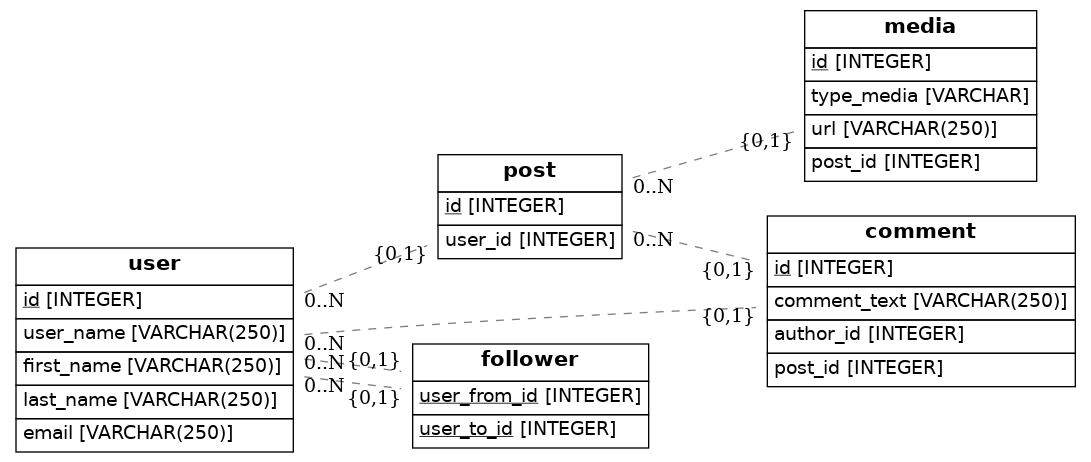 media
id [INTEGER]
type_media [VARCHAR]
url [VARCHAR(250)]
post_id [INTEGER]
{0,1}
0..N
post
id [INTEGER]
user_id [INTEGER]
0..N
{0,1}
comment
id [INTEGER]
comment_text [VARCHAR(250)]
author_id [INTEGER]
post_id [INTEGER]
{0,1}
0..N
{0,1}
user
id [INTEGER]
user_name [VARCHAR(250)]
first_name [VARCHAR(250)]
last_name [VARCHAR(250)]
email [VARCHAR(250)]
0..N
0..N {0,1}
0..N {0,1}
follower
user_from_id [INTEGER]
user_to_id [INTEGER]